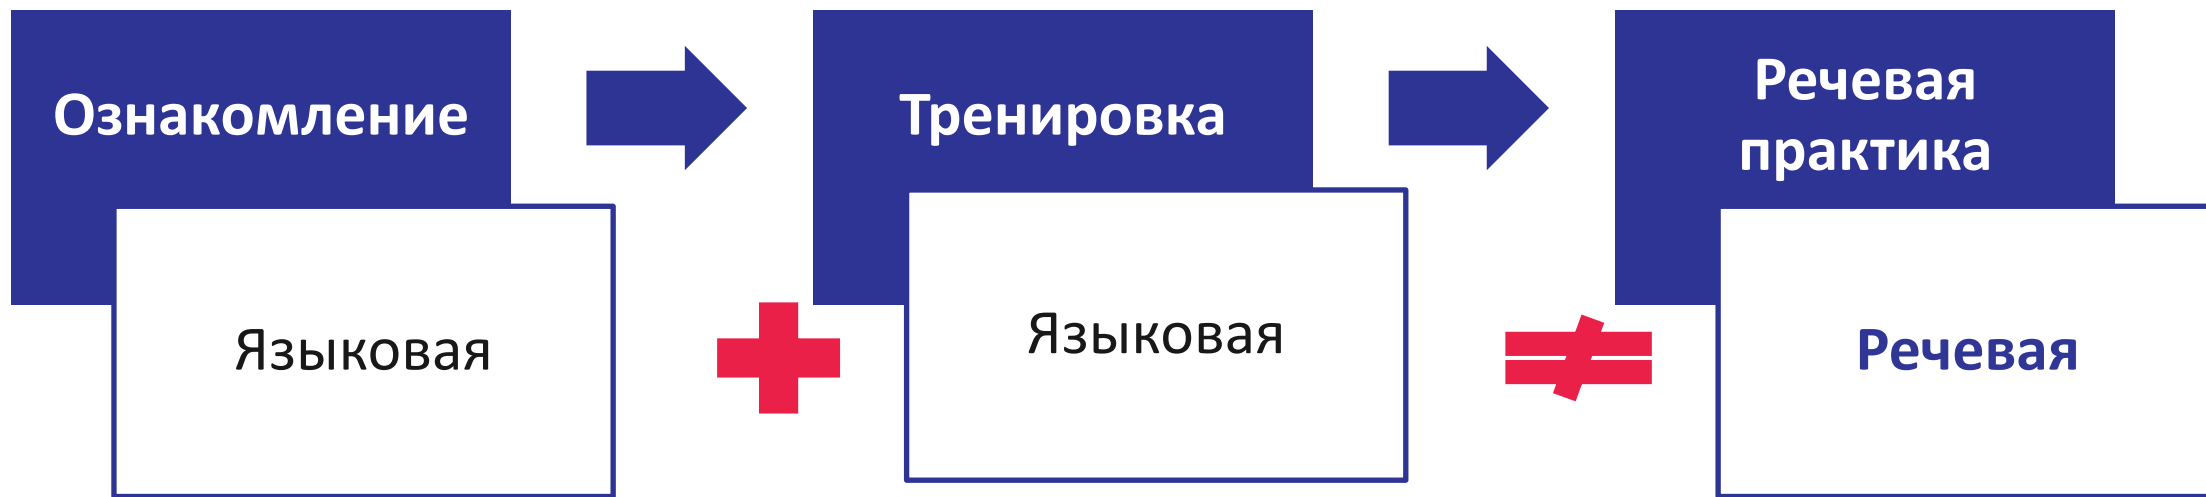 Ознакомление
Тренировка
Речевая
практика
Языковая
Языковая
Речевая